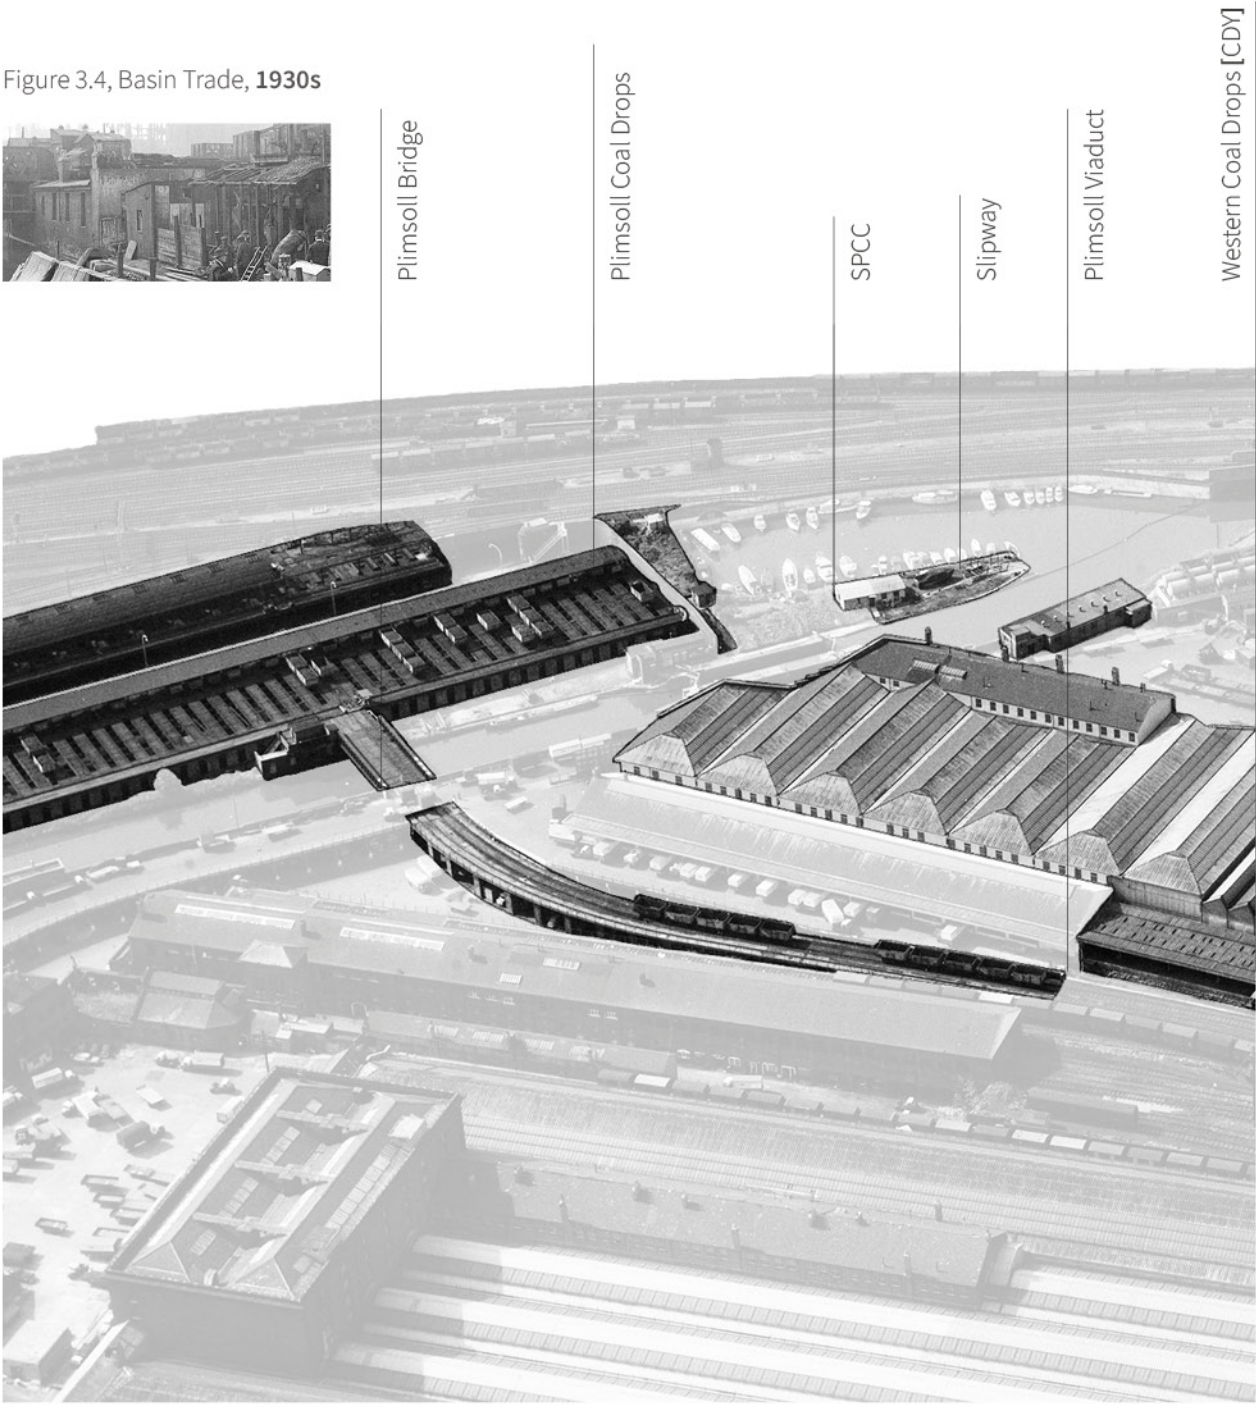 Figure 3.4, Basin Trade, 1930s
Plimsoll Bridge
Plimsoll Coal Drops
SPCC
Slipway
Plimsoll Viaduct
Western Coal Drops [CDY]